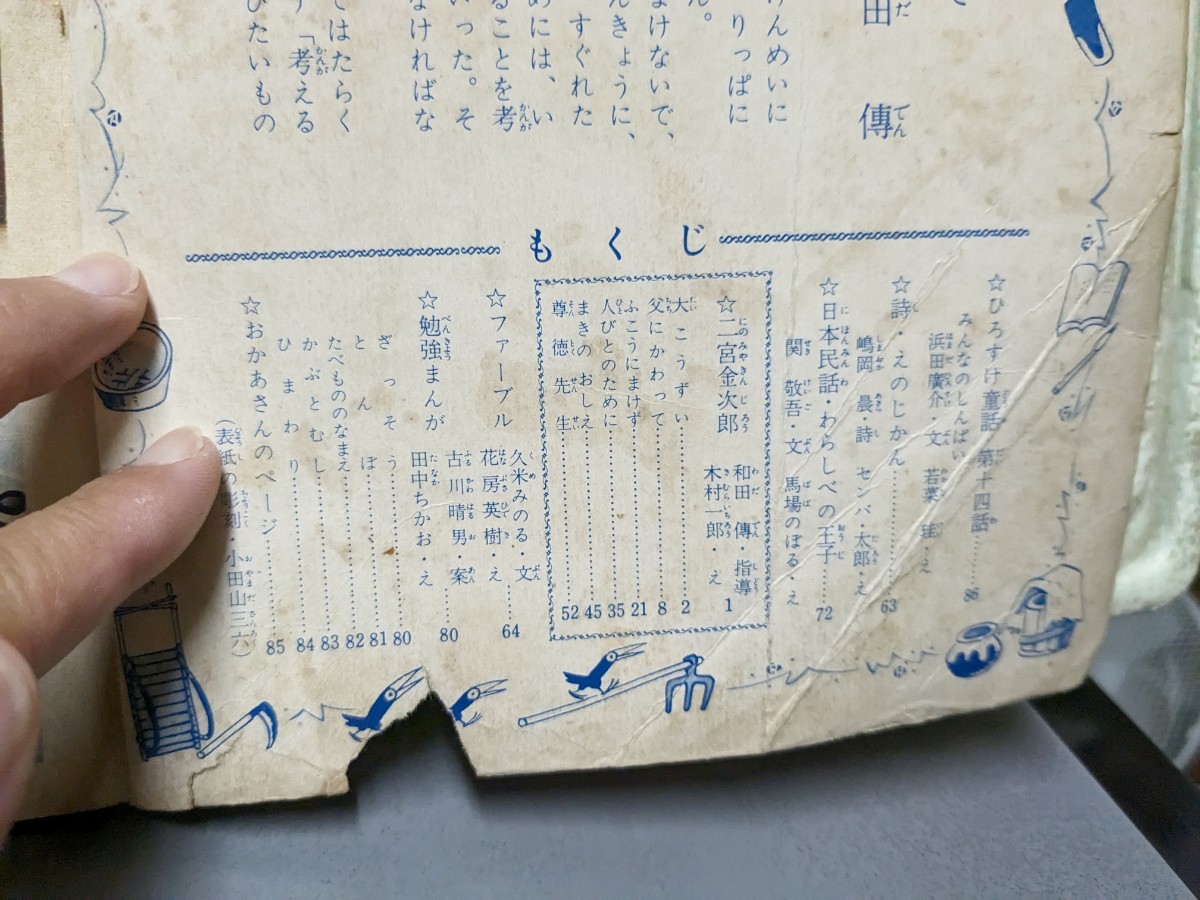 で
田 傳
けんめいに
りっぱに
まけないで、
んきょうに、
すぐれた
めには、い
ることを考
いった。そ
なければな
てはたらく
「考える
びたいもの
もくじ
☆ひろすけ童話 第十四話
みんなのしんぱい……86
浜田廣介・文 若菜 珪・え
☆詩・えのじかん……63
嶋岡 晨・詩 センバ・太郎・え
☆日本民話・わらしべの王子……72
関 敬吾・文 馬場のぼる・え
☆二宮金次郎 和田 傳・指導
木村一郎・え 1
大こうずい……2
父にかわって……8
ふこうにまけず……21
人びとのために……35
まきのおしえ……45
尊徳先生……52
☆ファーブル 久米みのる・文
花房英樹・え 64
☆勉強まんが 古川晴男・案
田中ちかお・え 80
ざっそう……80
とんぼ……81
たべもののなまえ……82
かぶとむし……83
ひまわり……84
☆おかあさんのページ……85
(表紙の彫刻・小田山三六)